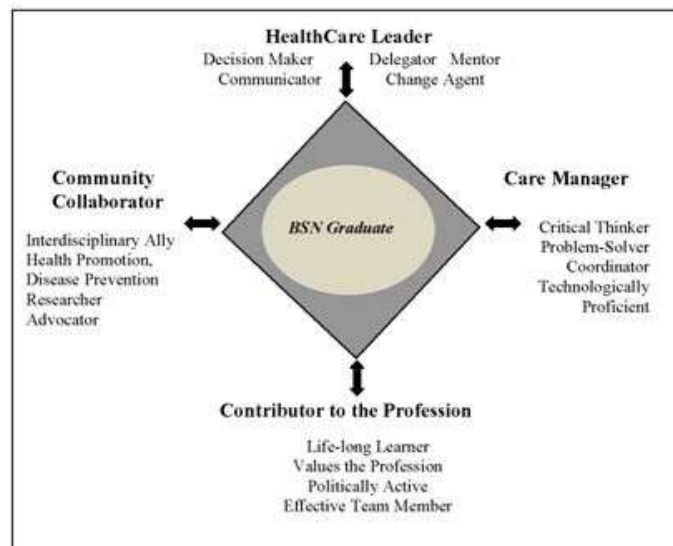 HealthCare Leader
Decision Maker Delegator Mentor
Communicator Change Agent
Community
Collaborator
Interdisciplinary Ally
Health Promotion,
Disease Prevention
Researcher
Advocator
BSN Graduate
Care Manager
Critical Thinker
Problem-Solver
Coordinator
Technologically
Proficient
Contributor to the Profession
Life-long Learner
Values the Profession
Politically Active
Effective Team Member